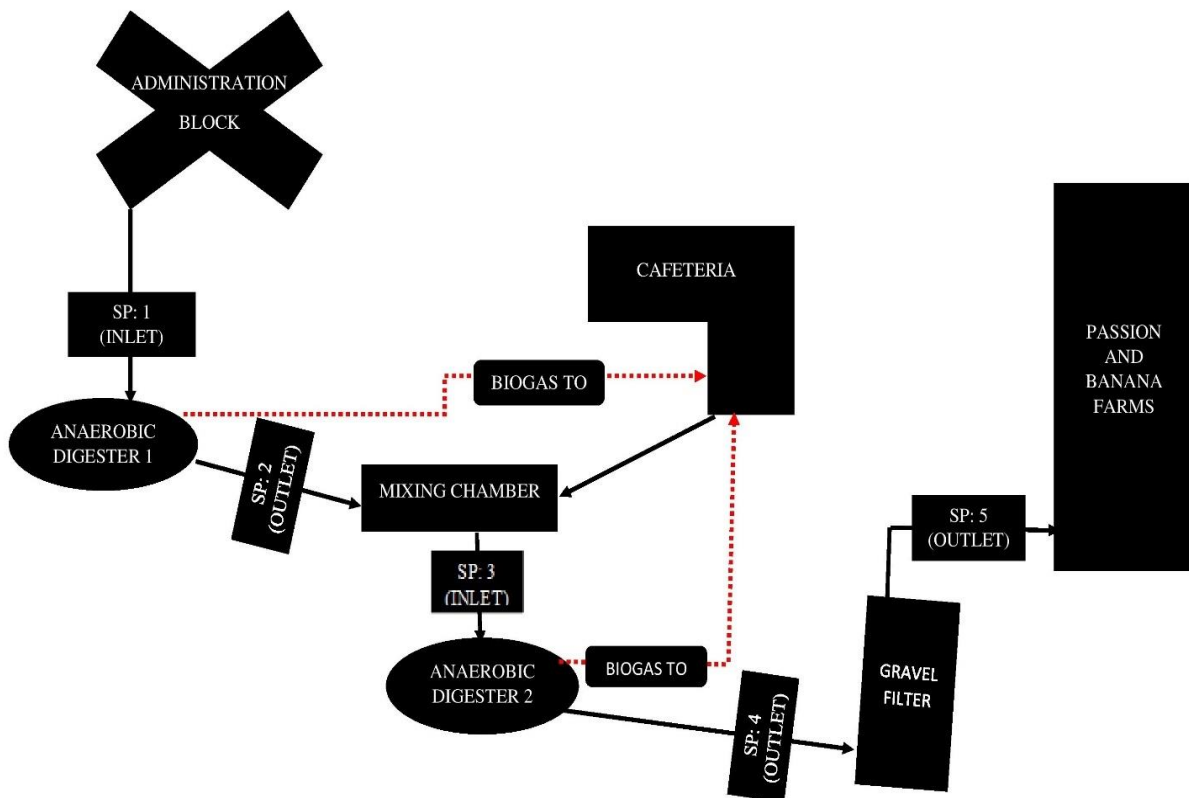 ADMINISTRATION
BLOCK
SP: 1
(INLET)
ANAEROBIC
DIGESTER 1
SP: 2
(OUTLET)
BIOGAS TO
CAFETERIA
MIXING CHAMBER
SP: 3
(INLET)
ANAEROBIC
DIGESTER 2
BIOGAS TO
SP: 4
(OUTLET)
GRAVEL
FILTER
SP: 5
(OUTLET)
PASSION
AND
BANANA
FARMS